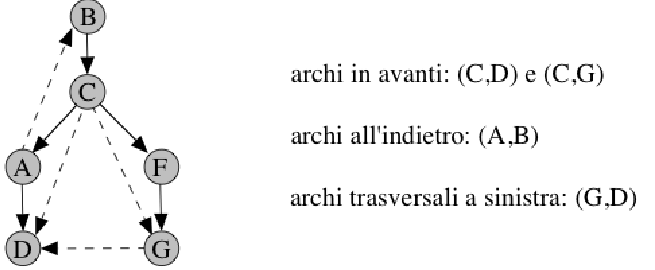 B
C
archi in avanti: (C,D) e (C,G)
archi all'indietro: (A,B)
A
F
archi trasversali a sinistra: (G,D)
D
G